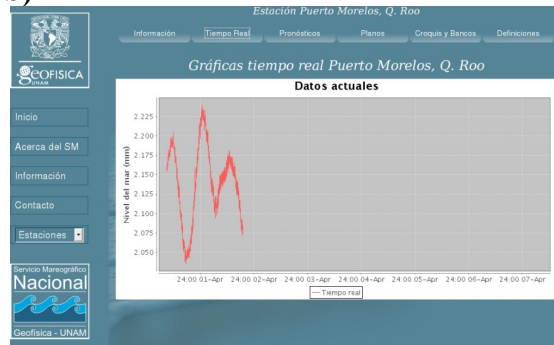 Estación Puerto Morelos, Q. Roo
Información Tiempo Real Pronósticos Planos Croquis y Bancos Definiciones
GEOFISICA
UNAM
Gráficas tiempo real Puerto Morelos, Q. Roo
Inicio
Acerca del SM
Información
Contacto
Estaciones
Servicio Mareográfico
Nacional
Geofísica - UNAM
Datos actuales
Nivel del mar (mm)
2.225
2.200
2.175
2.150
2.125
2.100
2.075
2.050
24:00 01-Apr 24:00 02-Apr 24:00 03-Apr 24:00 04-Apr 24:00 05-Apr 24:00 06-Apr 24:00 07-Apr
Tiempo real